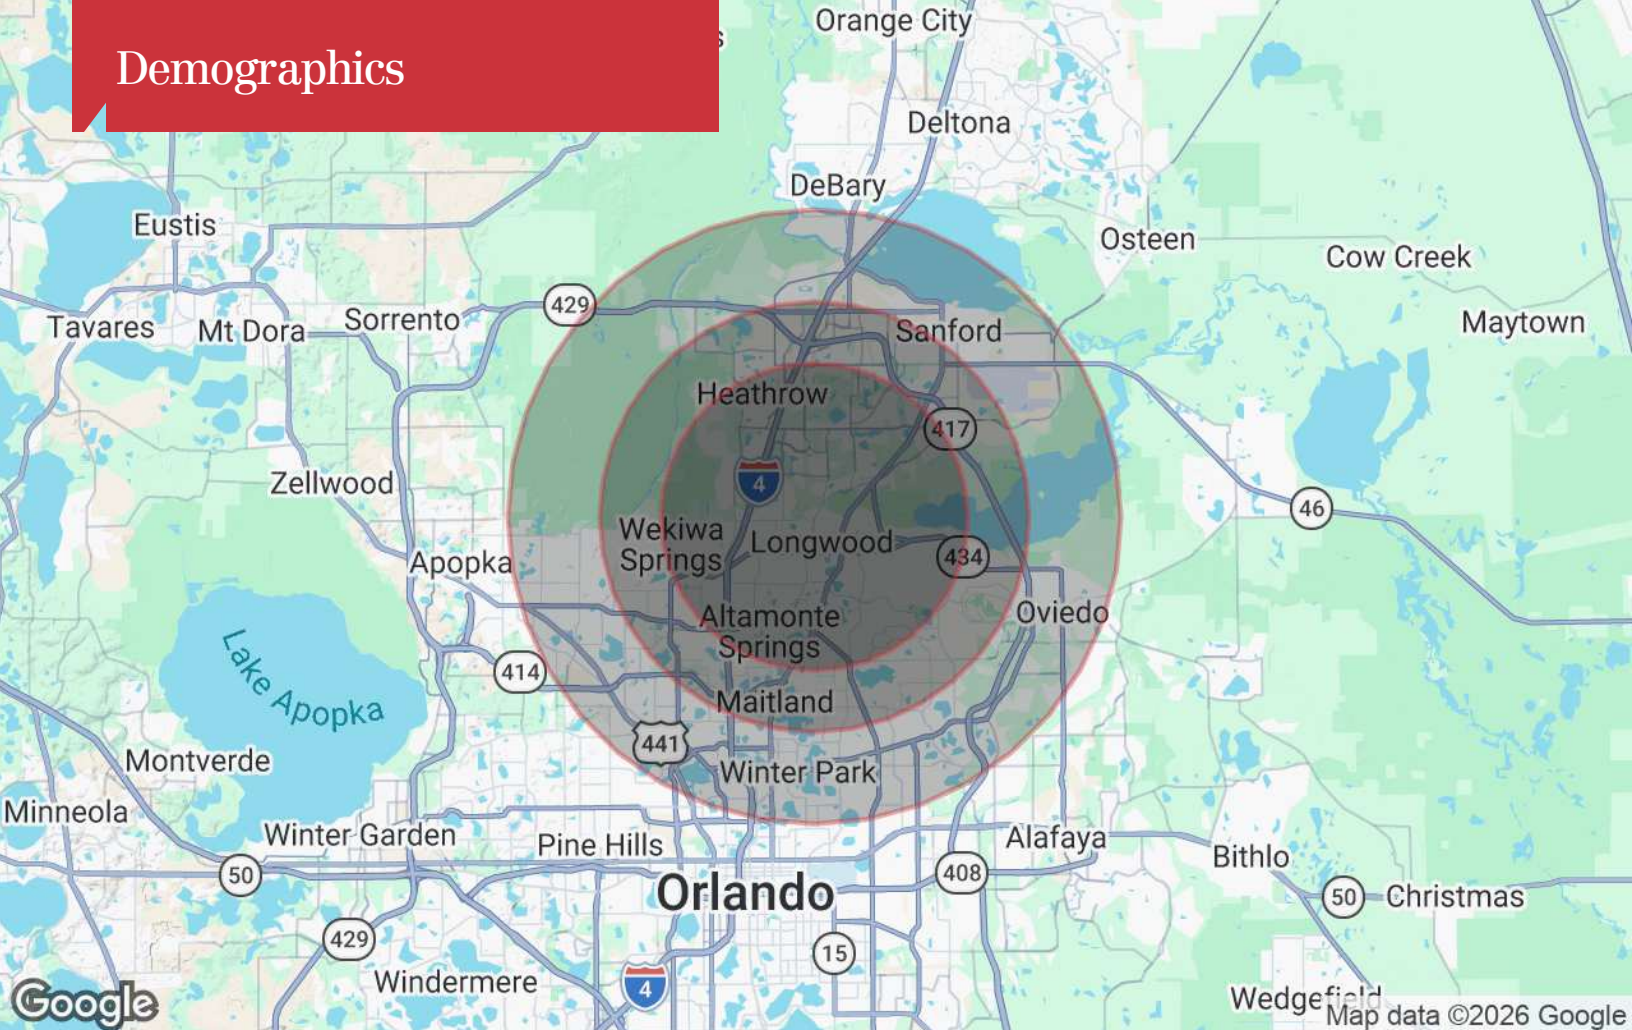 Demographics
s
Orange City
Deltona
DeBary
Eustis
Osteen
Cow Creek
429
Tavares
Mt Dora
Sorrento
Sanford
Maytown
Heathrow
417
Zellwood
4
46
Wekiwa
Springs
Longwood
434
Apopka
Altamonte
Springs
Oviedo
Lake Apopka
414
Maitland
441
Montverde
Winter Park
Minneola
Winter Garden
Pine Hills
Alafaya
Bithlo
50
Orlando
408
50
Christmas
429
15
Windermere
4
Google
Wedgefield
Map data ©2026 Google